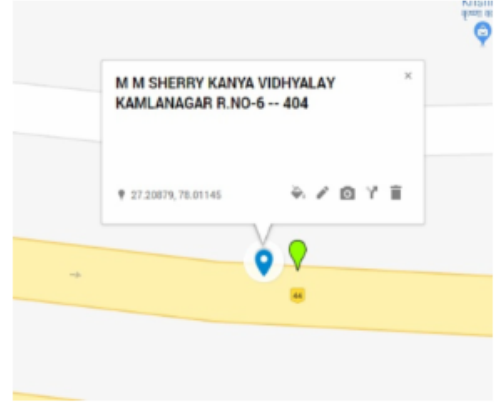 कृष्णा
M M SHERRY KANYA VIDHYALAY
KAMLANAGAR R.NO-6 -- 404
×
27.20879, 78.01145
44